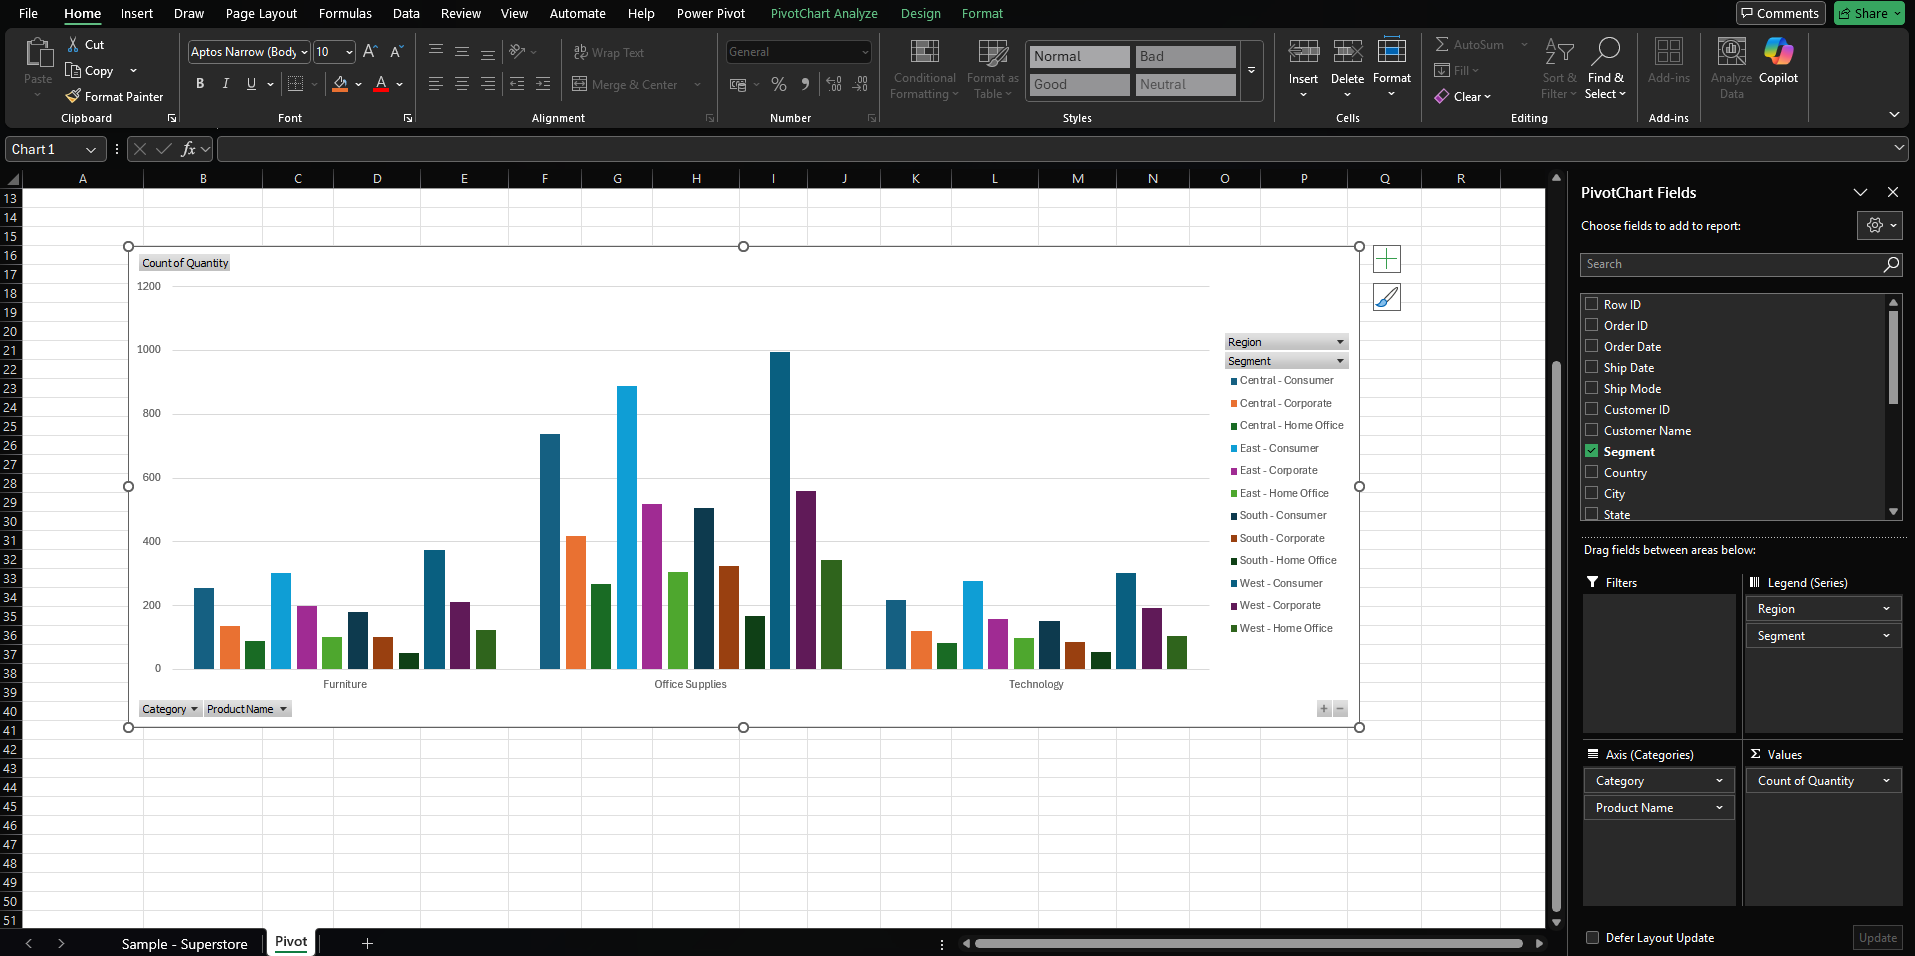 File Home Insert Draw Page Layout Formulas Data Review View Automate Help Power Pivot PivotChart Analyze Design Format Comments Share
Paste
Cut
Copy
Format Painter
Clipboard
Aptos Narrow (Body 10 A A
B I U A
Font
ab Wrap Text
Merge & Center
Alignment
General
% 9 .00 .00
Number
Conditional Formatting
Format as Table
Normal Bad
Good Neutral
Styles
Insert Delete Format
Cells
AutoSum
Fill
Clear
Sort & Filter
Find & Select
Editing
Add-ins
Add-ins
Analyze Data
Copilot
Chart 1 fx
A B C D E F G H I J K L M N O P Q R
13
14
15
16
17
18
19
20
21
22
23
24
25
26
27
28
29
30
31
32
33
34
35
36
37
38
39
40
41
42
43
44
45
46
47
48
49
50
51
Count of Quantity
1200
1000
800
600
400
200
0
Furniture Office Supplies Technology
Category Product Name + −
Region
Segment
Central - Consumer
Central - Corporate
Central - Home Office
East - Consumer
East - Corporate
East - Home Office
South - Consumer
South - Corporate
South - Home Office
West - Consumer
West - Corporate
West - Home Office
PivotChart Fields
Choose fields to add to report:
Search
Row ID
Order ID
Order Date
Ship Date
Ship Mode
Customer ID
Customer Name
Segment
Country
City
State
Drag fields between areas below:
Filters
Legend (Series)
Region
Segment
Axis (Categories)
Category
Product Name
Σ Values
Count of Quantity
Defer Layout Update Update
Sample - Superstore Pivot +